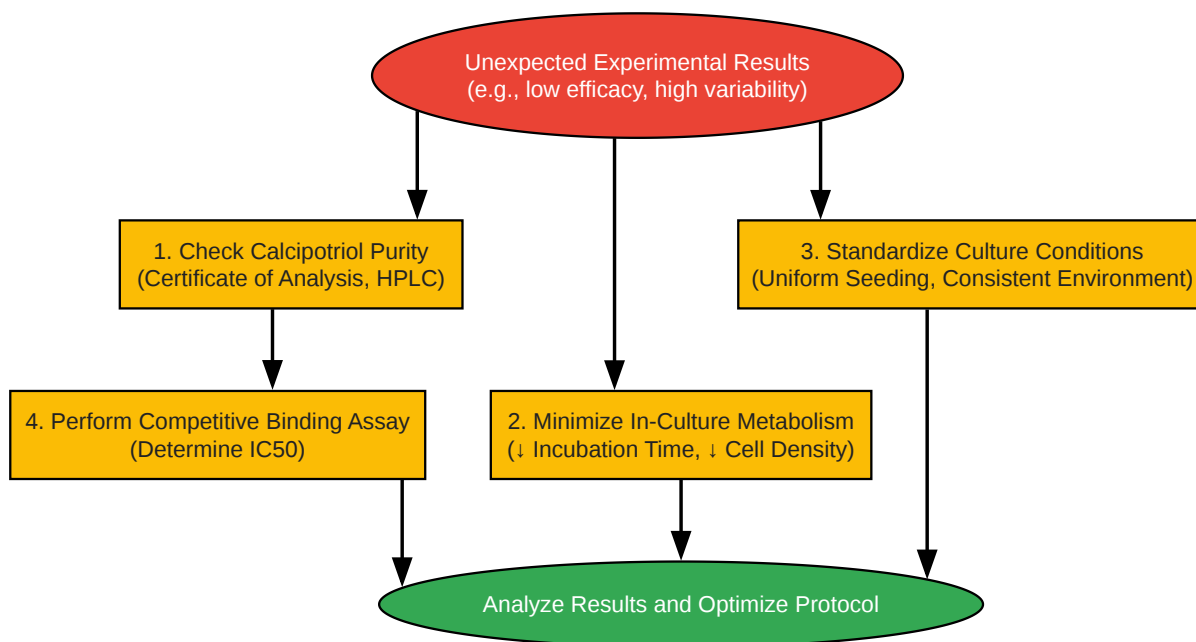 Unexpected Experimental Results
(e.g., low efficacy, high variability)
1. Check Calcipotriol Purity
(Certificate of Analysis, HPLC)
3. Standardize Culture Conditions
(Uniform Seeding, Consistent Environment)
4. Perform Competitive Binding Assay
(Determine IC50)
2. Minimize In-Culture Metabolism
(↓ Incubation Time, ↓ Cell Density)
Analyze Results and Optimize Protocol